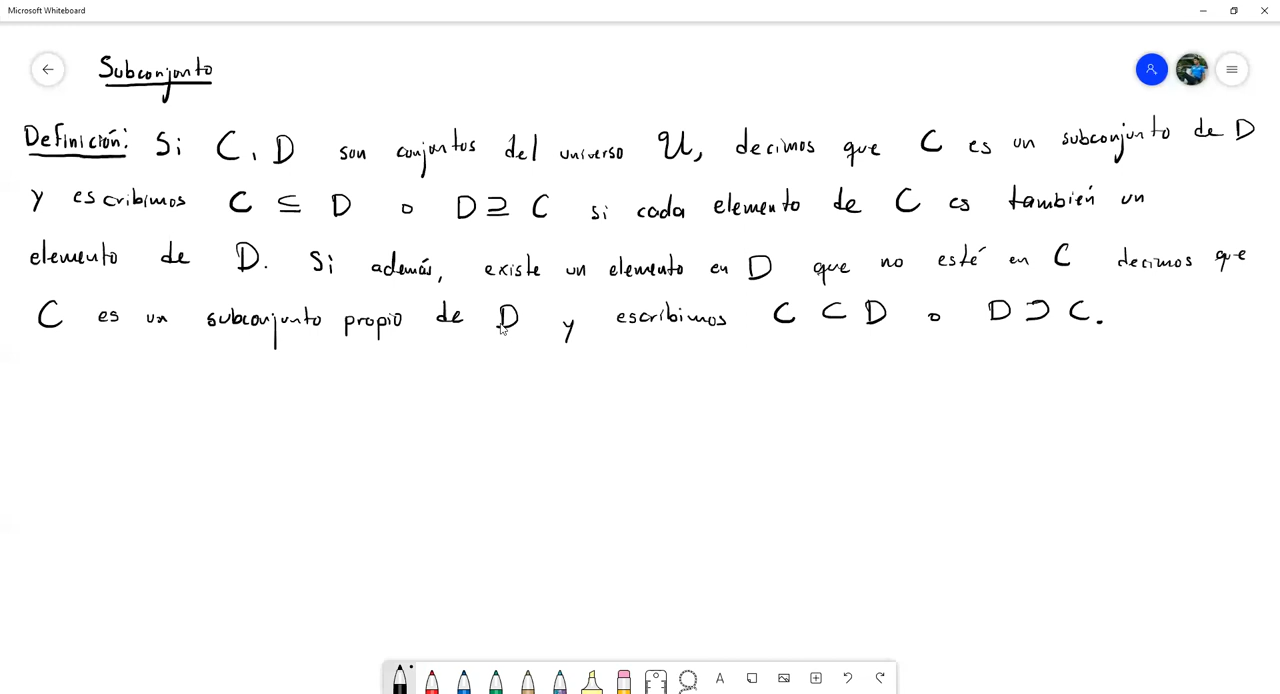 Microsoft Whiteboard
Subconjunto
Definición: Si C, D son conjuntos del universo U, decimos que C es un subconjunto de D
y escribimos C ⊆ D o D ⊇ C si cada elemento de C es también un
elemento de D. Si además, existe un elemento en D que no esté en C decimos que
C es un subconjunto propio de D y escribimos C ⊂ D o D ⊃ C.